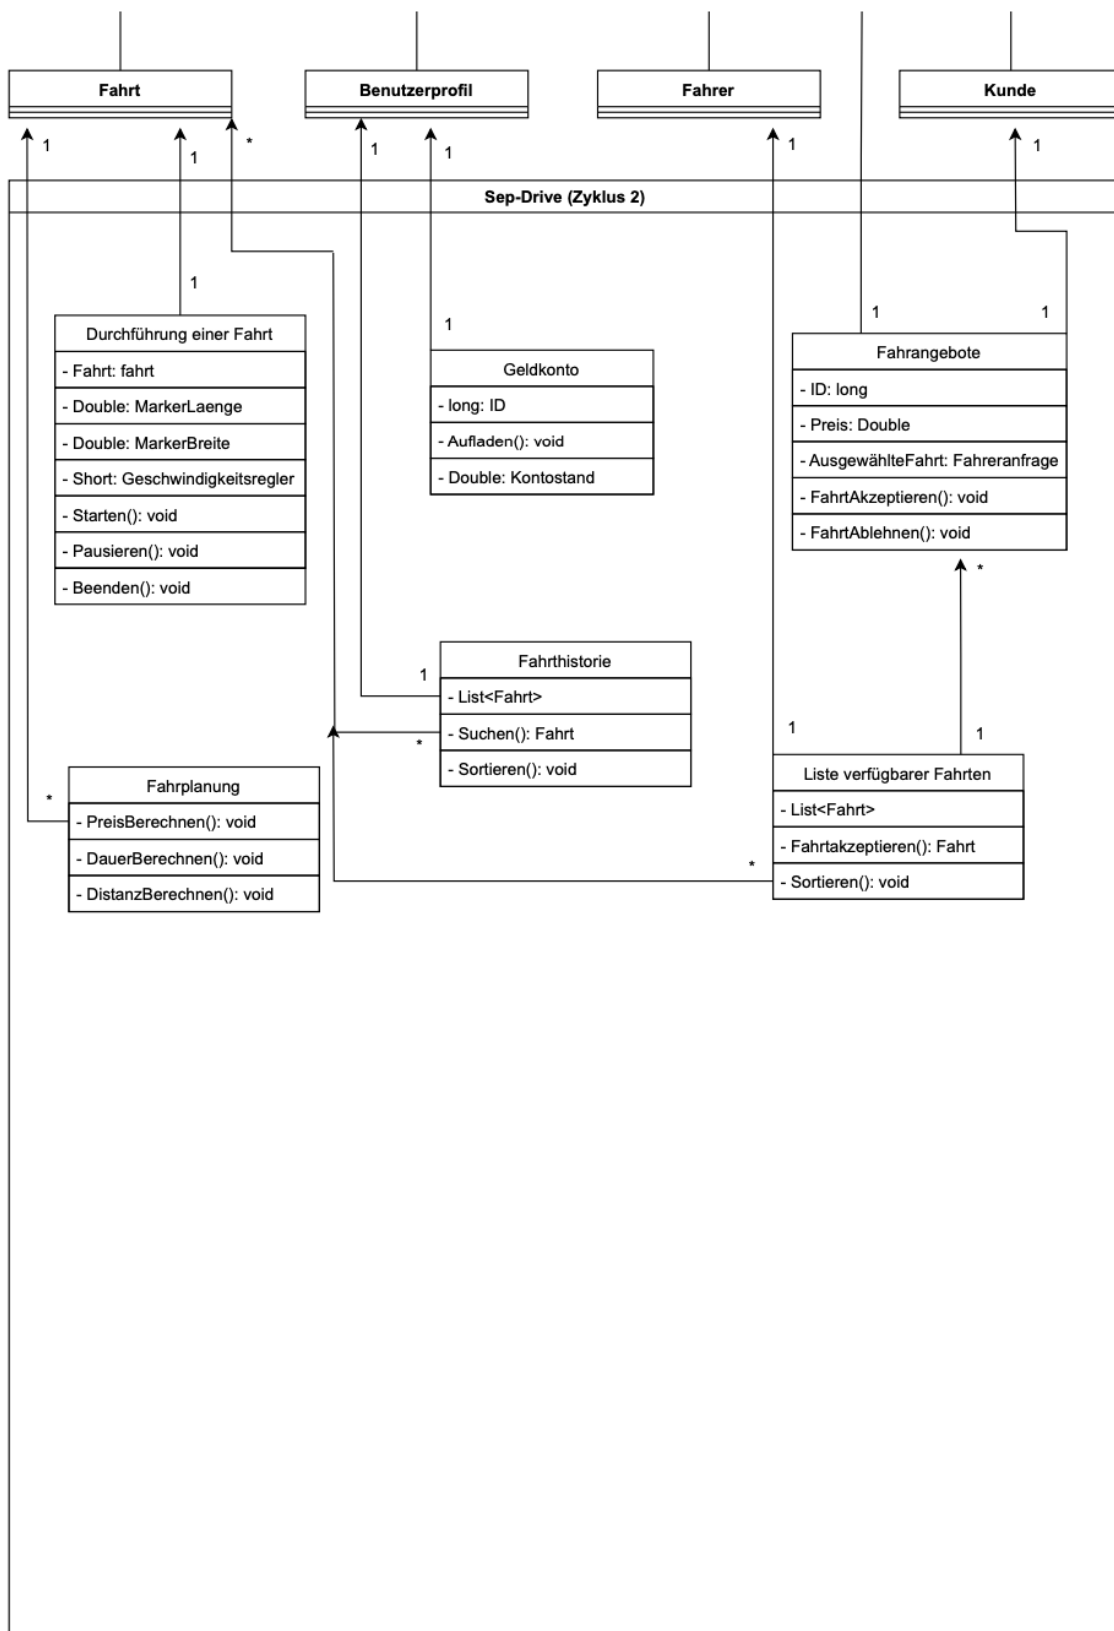 Fahrt
Benutzerprofil
Fahrer
Kunde
1
1
*
1
1
1
1
Sep-Drive (Zyklus 2)
1
1
1
1
Durchführung einer Fahrt
- Fahrt: fahrt
- Double: MarkerLaenge
- Double: MarkerBreite
- Short: Geschwindigkeitsregler
- Starten(): void
- Pausieren(): void
- Beenden(): void
Geldkonto
- long: ID
- Aufladen(): void
- Double: Kontostand
Fahrangebote
- ID: long
- Preis: Double
- AusgewählteFahrt: Fahreranfrage
- FahrtAkzeptieren(): void
- FahrtAblehnen(): void
*
Fahrthistorie
- List<Fahrt>
- Suchen(): Fahrt
- Sortieren(): void
1
*
1
1
Liste verfügbarer Fahrten
- List<Fahrt>
- Fahrtakzeptieren(): Fahrt
- Sortieren(): void
*
Fahrplanung
- PreisBerechnen(): void
- DauerBerechnen(): void
- DistanzBerechnen(): void
*